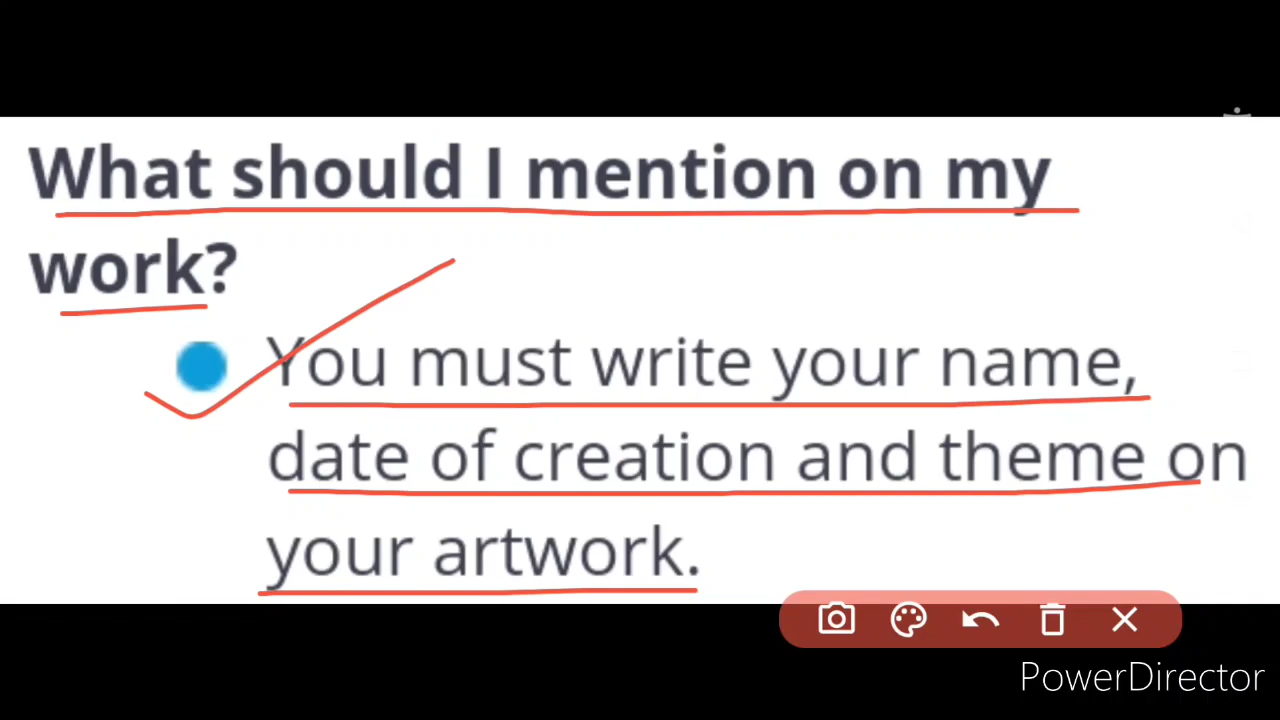 What should I mention on my
work?
You must write your name,
date of creation and theme on
your artwork.
PowerDirector